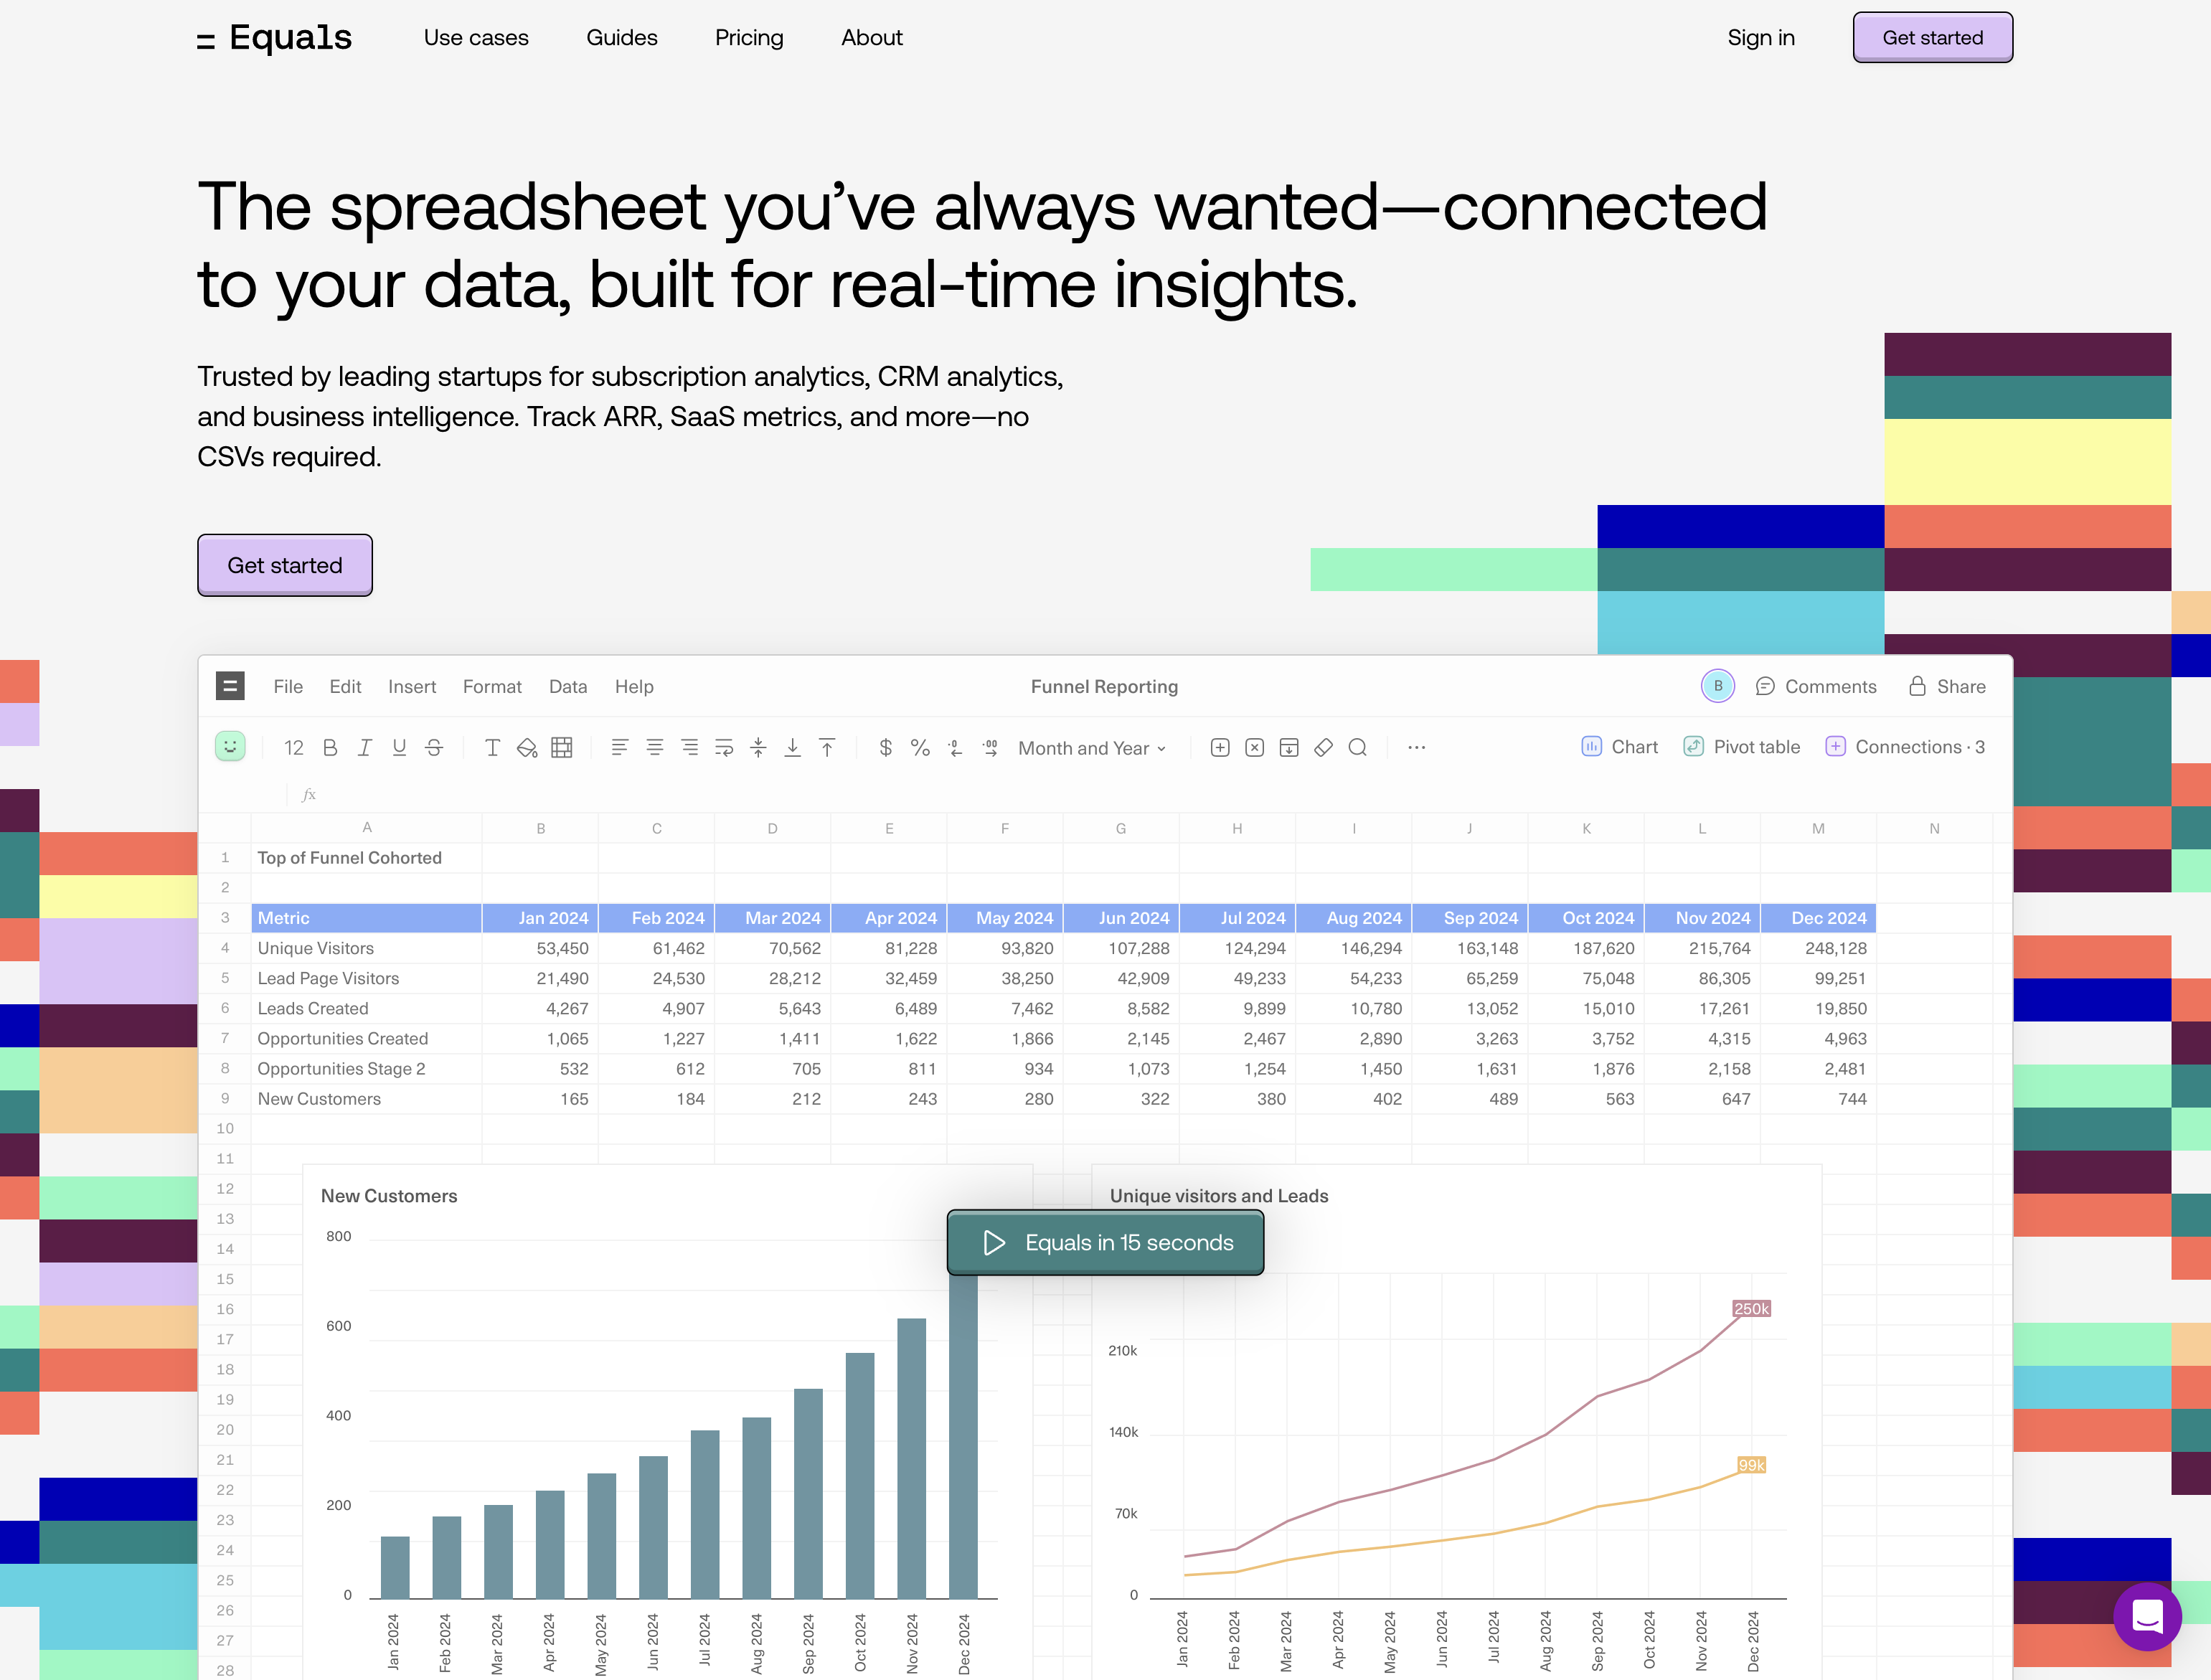 = Equals
Use cases
Guides
Pricing
About
Sign in
Get started
The spreadsheet you’ve always wanted—connected
to your data, built for real-time insights.
Trusted by leading startups for subscription analytics, CRM analytics,
and business intelligence. Track ARR, SaaS metrics, and more—no
CSVs required.
Get started
File Edit Insert Format Data Help
Funnel Reporting
B Comments Share
12 B I U S T $ % .0 .00 Month and Year
Chart Pivot table Connections · 3
fx
A B C D E F G H I J K L M N
1 Top of Funnel Cohorted
2
3 Metric Jan 2024 Feb 2024 Mar 2024 Apr 2024 May 2024 Jun 2024 Jul 2024 Aug 2024 Sep 2024 Oct 2024 Nov 2024 Dec 2024
4 Unique Visitors 53,450 61,462 70,562 81,228 93,820 107,288 124,294 146,294 163,148 187,620 215,764 248,128
5 Lead Page Visitors 21,490 24,530 28,212 32,459 38,250 42,909 49,233 54,233 65,259 75,048 86,305 99,251
6 Leads Created 4,267 4,907 5,643 6,489 7,462 8,582 9,899 10,780 13,052 15,010 17,261 19,850
7 Opportunities Created 1,065 1,227 1,411 1,622 1,866 2,145 2,467 2,890 3,263 3,752 4,315 4,963
8 Opportunities Stage 2 532 612 705 811 934 1,073 1,254 1,450 1,631 1,876 2,158 2,481
9 New Customers 165 184 212 243 280 322 380 402 489 563 647 744
10
11
12
13
14
15
16
17
18
19
20
21
22
23
24
25
26
27
28
New Customers
800
600
400
200
0
Jan 2024 Feb 2024 Mar 2024 Apr 2024 May 2024 Jun 2024 Jul 2024 Aug 2024 Sep 2024 Oct 2024 Nov 2024 Dec 2024
Equals in 15 seconds
Unique visitors and Leads
250k
210k
140k
99k
70k
0
Jan 2024 Feb 2024 Mar 2024 Apr 2024 May 2024 Jun 2024 Jul 2024 Aug 2024 Sep 2024 Oct 2024 Nov 2024 Dec 2024